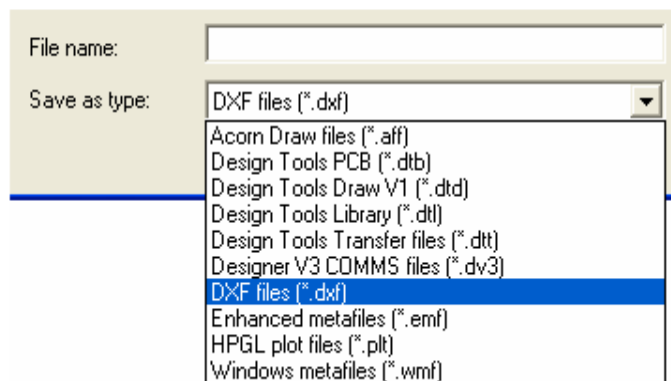 File name:
Save as type: DXF files (*.dxf)
Acorn Draw files (*.aff)
Design Tools PCB (*.dtb)
Design Tools Draw V1 (*.dtd)
Design Tools Library (*.dtl)
Design Tools Transfer files (*.dtt)
Designer V3 COMMS files (*.dv3)
DXF files (*.dxf)
Enhanced metafiles (*.emf)
HPGL plot files (*.plt)
Windows metafiles (*.wmf)